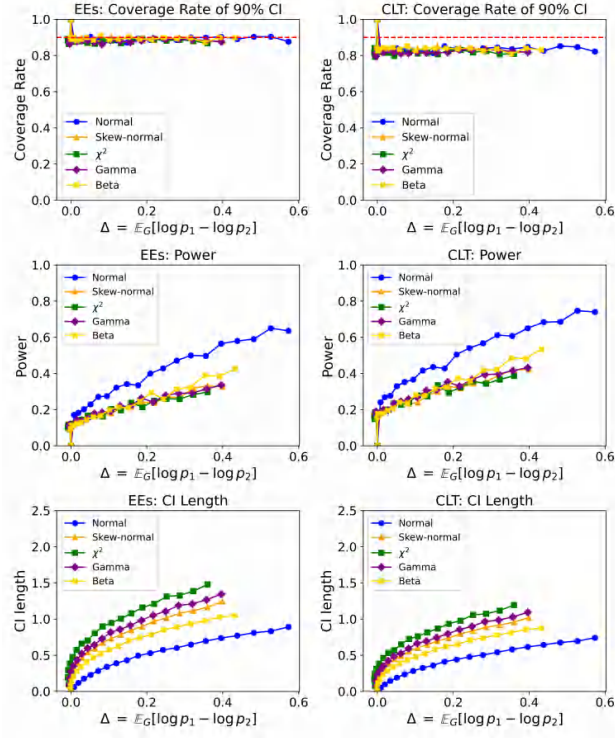 EEs: Coverage Rate of 90% CI
1.0
0.8
0.6
0.4
0.2
0.0
Coverage Rate
Normal
Skew-normal
χ²
Gamma
Beta
0.0 0.2 0.4 0.6
Δ = 𝔼_G[log p₁ − log p₂]
CLT: Coverage Rate of 90% CI
1.0
0.8
0.6
0.4
0.2
0.0
Coverage Rate
Normal
Skew-normal
χ²
Gamma
Beta
0.0 0.2 0.4 0.6
Δ = 𝔼_G[log p₁ − log p₂]
EEs: Power
1.0
0.8
0.6
0.4
0.2
0.0
Power
Normal
Skew-normal
χ²
Gamma
Beta
0.0 0.2 0.4 0.6
Δ = 𝔼_G[log p₁ − log p₂]
CLT: Power
1.0
0.8
0.6
0.4
0.2
0.0
Power
Normal
Skew-normal
χ²
Gamma
Beta
0.0 0.2 0.4 0.6
Δ = 𝔼_G[log p₁ − log p₂]
EEs: CI Length
2.5
2.0
1.5
1.0
0.5
0.0
CI length
Normal
Skew-normal
χ²
Gamma
Beta
0.0 0.2 0.4 0.6
Δ = 𝔼_G[log p₁ − log p₂]
CLT: CI Length
2.5
2.0
1.5
1.0
0.5
0.0
CI length
Normal
Skew-normal
χ²
Gamma
Beta
0.0 0.2 0.4 0.6
Δ = 𝔼_G[log p₁ − log p₂]